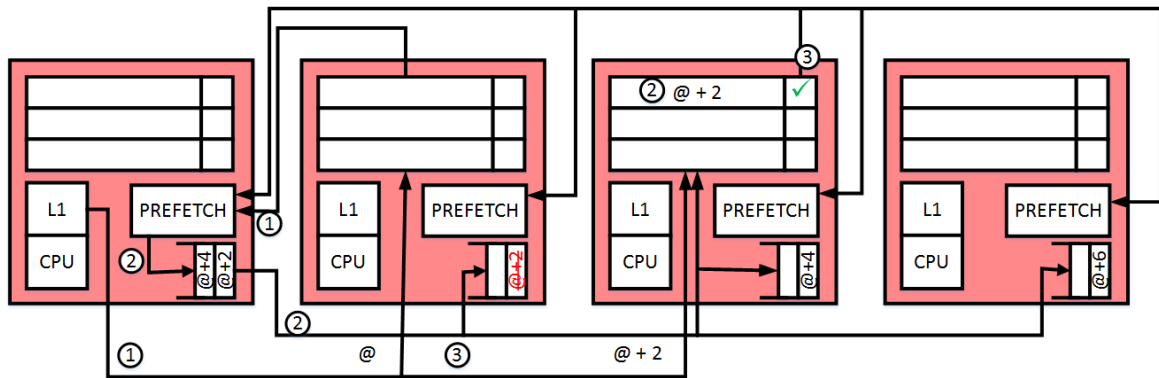 ③
② @ + 2 ✓
L1
PREFETCH
CPU
①
②
@+4
@+2
L1
PREFETCH
CPU
@+2
L1
PREFETCH
CPU
@+4
L1
PREFETCH
CPU
@+6
②
①
@
③
@ + 2